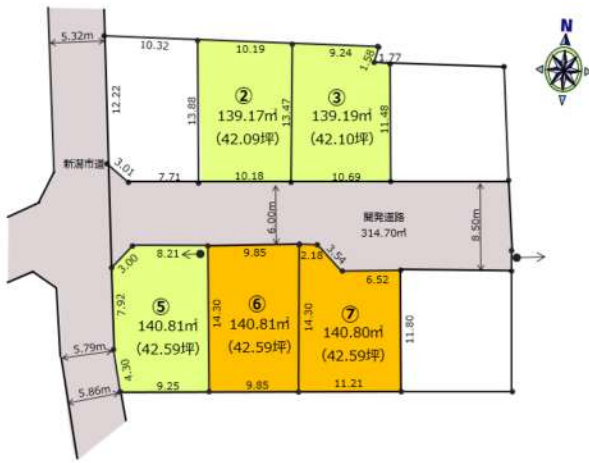 N
5.32m
10.32
10.19
9.24
1.58
1.77
12.22
13.88
②
139.17㎡
(42.09坪)
13.47
③
139.19㎡
(42.10坪)
11.48
新潟市道
3.01
7.71
10.18
10.69
6.00m
開発道路
314.70㎡
8.50m
3.00
8.21
9.85
2.18
3.54
6.52
7.92
⑤
140.81㎡
(42.59坪)
14.30
⑥
140.81㎡
(42.59坪)
14.30
⑦
140.80㎡
(42.59坪)
11.80
5.79m
4.30
5.86m
9.25
9.85
11.21